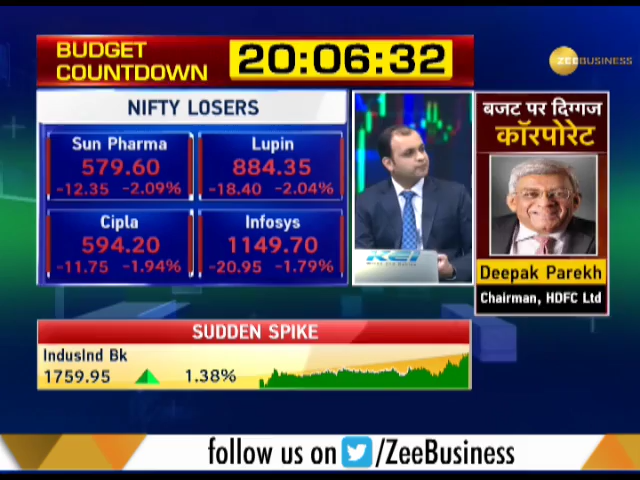 BUDGET
COUNTDOWN
20:06:32
ZEEBUSINESS
NIFTY LOSERS
Sun Pharma
579.60
-12.35 -2.09%
Lupin
884.35
-18.40 -2.04%
Cipla
594.20
-11.75 -1.94%
Infosys
1149.70
-20.95 -1.79%
KEI
बजट पर दिग्गज
कॉरपोरेट
Deepak Parekh
Chairman, HDFC Ltd
SUDDEN SPIKE
IndusInd Bk
1759.95 1.38%
follow us on /ZeeBusiness